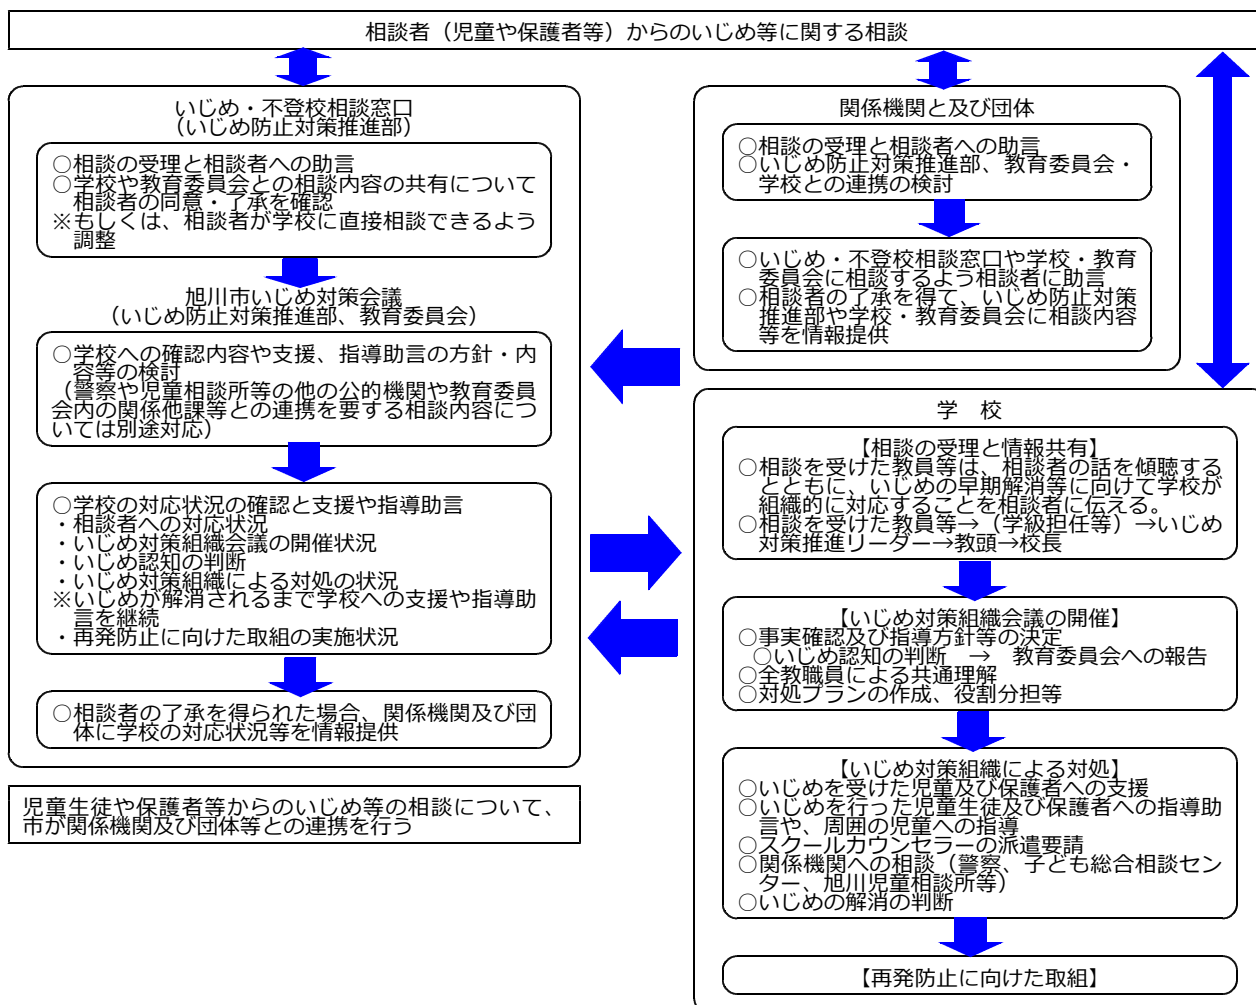 相談者（児童や保護者等）からのいじめ等に関する相談
いじめ・不登校相談窓口
（いじめ防止対策推進部）
○相談の受理と相談者への助言
○学校や教育委員会との相談内容の共有について
相談者の同意・了承を確認
※もしくは、相談者が学校に直接相談できるよう
調整
旭川市いじめ対策会議
（いじめ防止対策推進部、教育委員会）
○学校への確認内容や支援、指導助言の方針・内
容等の検討
（警察や児童相談所等の他の公的機関や教育委員
会内の関係他課等との連携を要する相談内容につ
いては別途対応）
○学校の対応状況の確認と支援や指導助言
・相談者への対応状況
・いじめ対策組織会議の開催状況
・いじめ認知の判断
・いじめ対策組織による対処の状況
※いじめが解消されるまで学校への支援や指導助
言を継続
・再発防止に向けた取組の実施状況
○相談者の了承を得られた場合、関係機関及び団
体に学校の対応状況等を情報提供
児童生徒や保護者等からのいじめ等の相談について、
市が関係機関及び団体等との連携を行う
関係機関と及び団体
○相談の受理と相談者への助言
○いじめ防止対策推進部、教育委員会・
学校との連携の検討
○いじめ・不登校相談窓口や学校・教育
委員会に相談するよう相談者に助言
○相談者の了承を得て、いじめ防止対策
推進部や学校・教育委員会に相談内容
等を情報提供
学　校
【相談の受理と情報共有】
○相談を受けた教員等は、相談者の話を傾聴する
とともに、いじめの早期解消等に向けて学校が
組織的に対応することを相談者に伝える。
○相談を受けた教員等→（学級担任等）→いじめ
対策推進リーダー→教頭→校長
【いじめ対策組織会議の開催】
○事実確認及び指導方針等の決定
○いじめ認知の判断　→　教育委員会への報告
○全教職員による共通理解
○対処プランの作成、役割分担等
【いじめ対策組織による対処】
○いじめを受けた児童及び保護者への支援
○いじめを行った児童生徒及び保護者への指導助
言や、周囲の児童への指導
○スクールカウンセラーの派遣要請
○関係機関への相談（警察、子ども総合相談セン
ター、旭川児童相談所等）
○いじめの解消の判断
【再発防止に向けた取組】